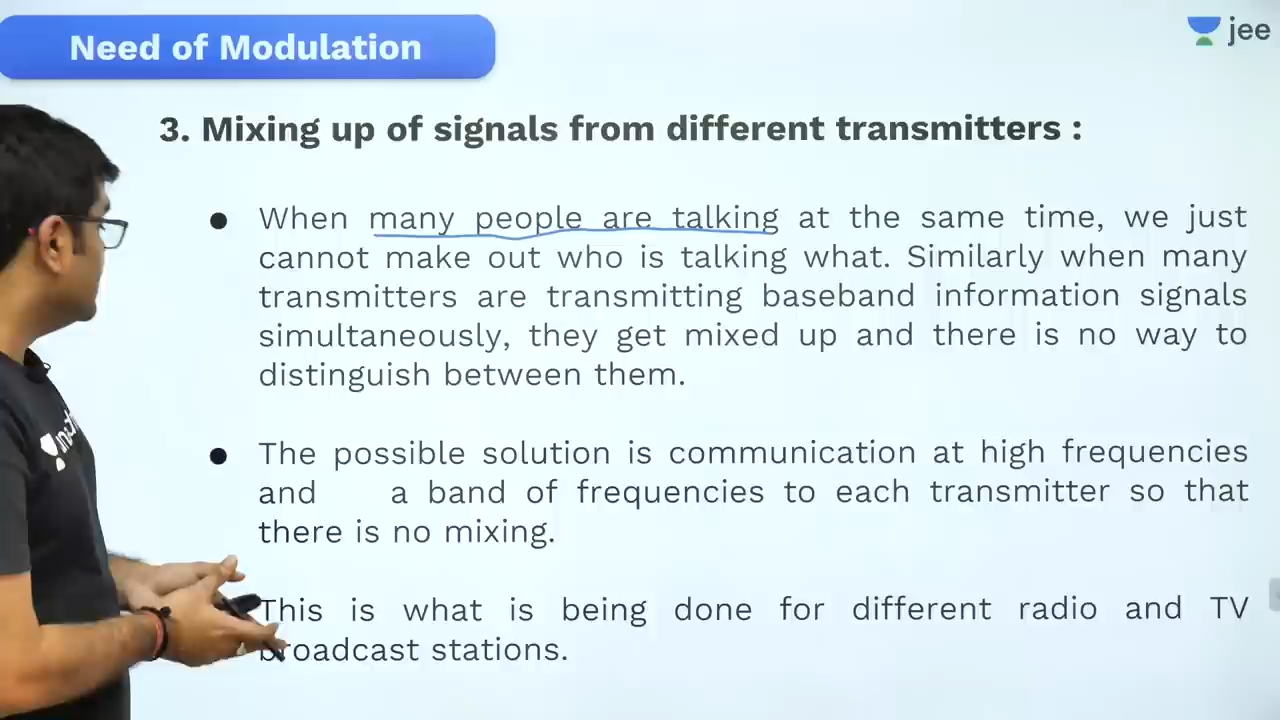 Need of Modulation
jee
3. Mixing up of signals from different transmitters :
● When many people are talking at the same time, we just
cannot make out who is talking what. Similarly when many
transmitters are transmitting baseband information signals
simultaneously, they get mixed up and there is no way to
distinguish between them.
● The possible solution is communication at high frequencies
and a band of frequencies to each transmitter so that
there is no mixing.
This is what is being done for different radio and TV
broadcast stations.